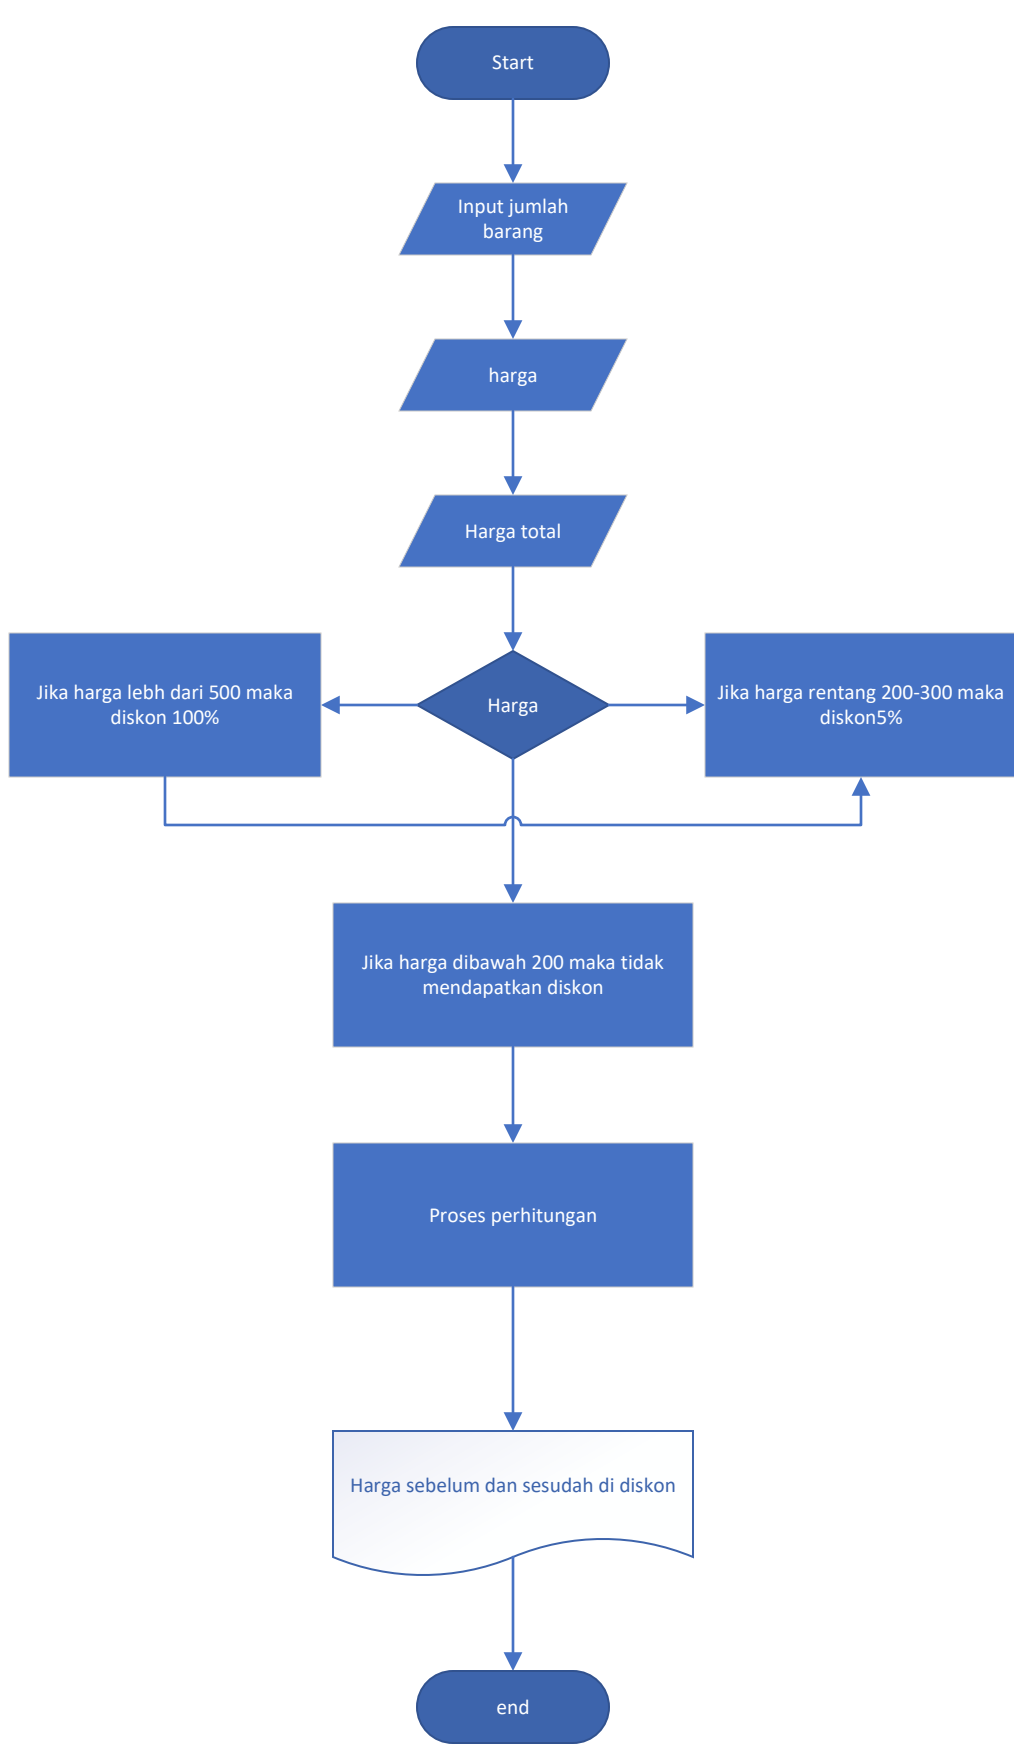 Start
Input jumlah
barang
harga
Harga total
Jika harga lebh dari 500 maka
diskon 100%
Harga
Jika harga rentang 200-300 maka
diskon5%
Jika harga dibawah 200 maka tidak
mendapatkan diskon
Proses perhitungan
Harga sebelum dan sesudah di diskon
end